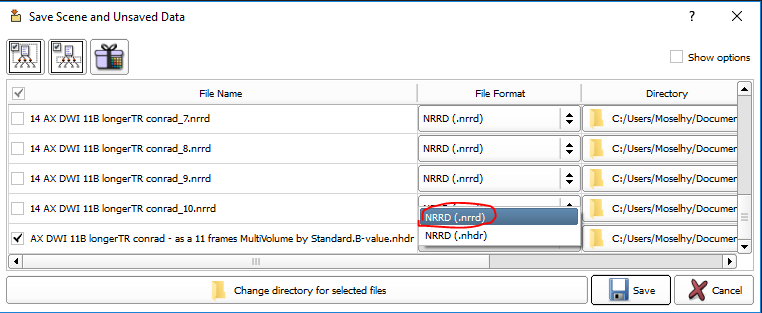 Save Scene and Unsaved Data
?
Show options
File Name File Format Directory
14 AX DWI 11B longerTR conrad_7.nrrd NRRD (.nrrd) C:/Users/Moselhy/Documen
14 AX DWI 11B longerTR conrad_8.nrrd NRRD (.nrrd) C:/Users/Moselhy/Documen
14 AX DWI 11B longerTR conrad_9.nrrd NRRD (.nrrd) C:/Users/Moselhy/Documen
14 AX DWI 11B longerTR conrad_10.nrrd C:/Users/Moselhy/Documen
NRRD (.nrrd)
AX DWI 11B longerTR conrad - as a 11 frames MultiVolume by Standard.B-value.nhdr NRRD (.nhdr) C:/Users/Moselhy/Documen
Change directory for selected files Save Cancel